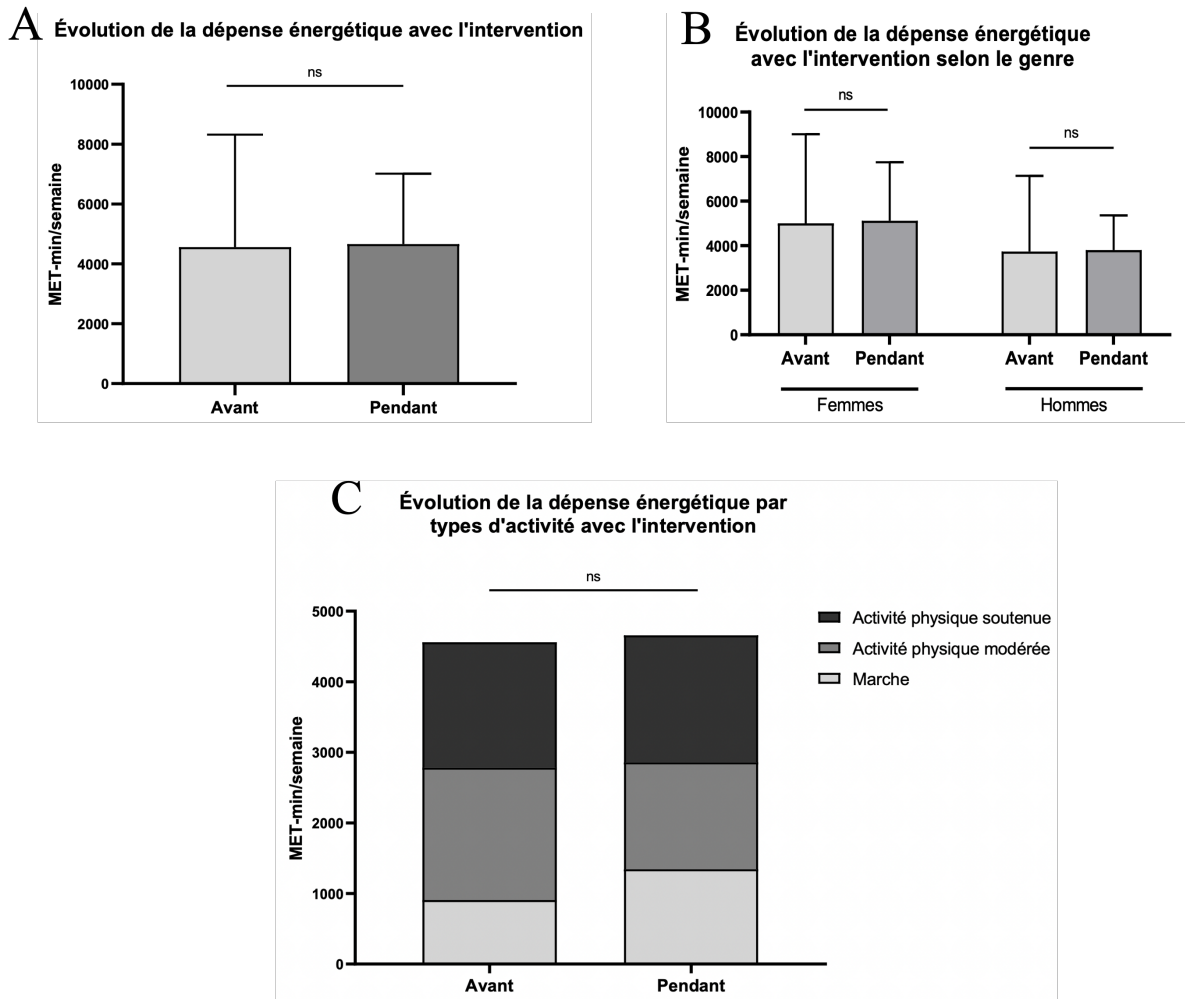 A
Évolution de la dépense énergétique avec l'intervention
ns
10000
8000
6000
4000
2000
0
MET-min/semaine
Avant
Pendant
B
Évolution de la dépense énergétique
avec l'intervention selon le genre
ns
ns
10000
8000
6000
4000
2000
0
MET-min/semaine
Avant
Pendant
Avant
Pendant
Femmes
Hommes
C
Évolution de la dépense énergétique par
types d'activité avec l'intervention
ns
5000
4000
3000
2000
1000
0
MET-min/semaine
Avant
Pendant
Activité physique soutenue
Activité physique modérée
Marche